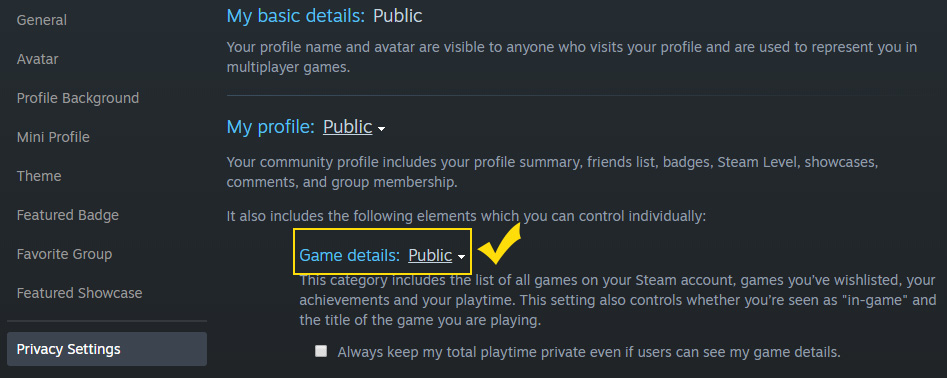 General
Avatar
Profile Background
Mini Profile
Theme
Featured Badge
Favorite Group
Featured Showcase
Privacy Settings
My basic details: Public
Your profile name and avatar are visible to anyone who visits your profile and are used to represent you in
multiplayer games.
My profile: Public
Your community profile includes your profile summary, friends list, badges, Steam Level, showcases,
comments, and group membership.
It also includes the following elements which you can control individually:
Game details: Public
This category includes the list of all games on your Steam account, games you’ve wishlisted, your
achievements and your playtime. This setting also controls whether you’re seen as "in-game" and
the title of the game you are playing.
Always keep my total playtime private even if users can see my game details.